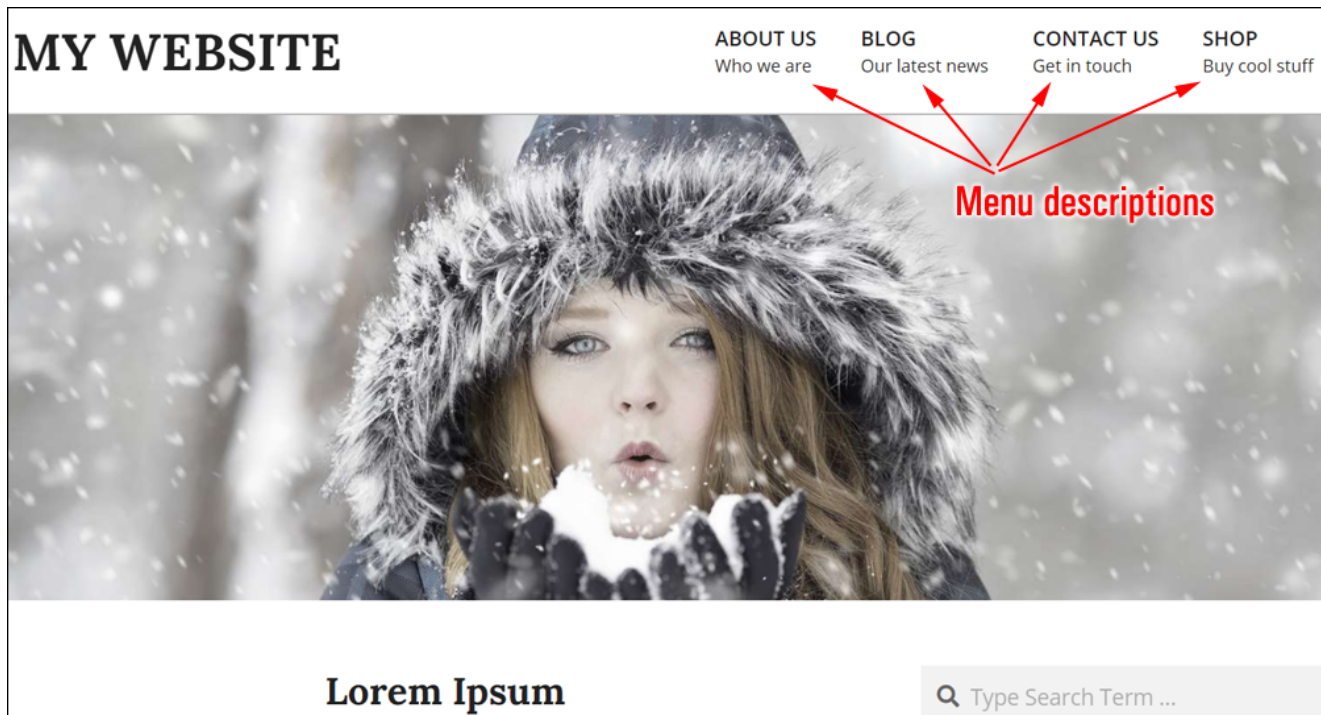 MY WEBSITE
ABOUT US BLOG CONTACT US SHOP
Who we are Our latest news Get in touch Buy cool stuff
Menu descriptions
Lorem Ipsum
Type Search Term ...